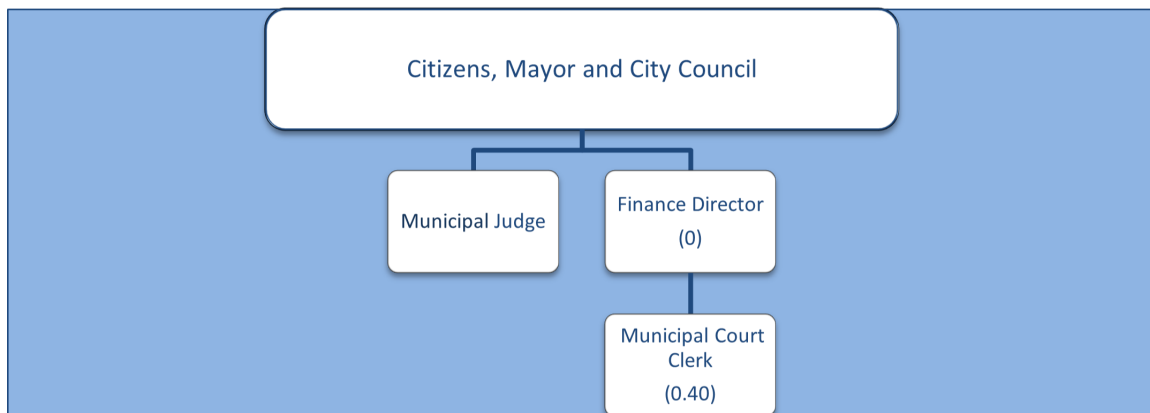 Citizens, Mayor and City Council
Municipal Judge
Finance Director
(0)
Municipal Court
Clerk
(0.40)